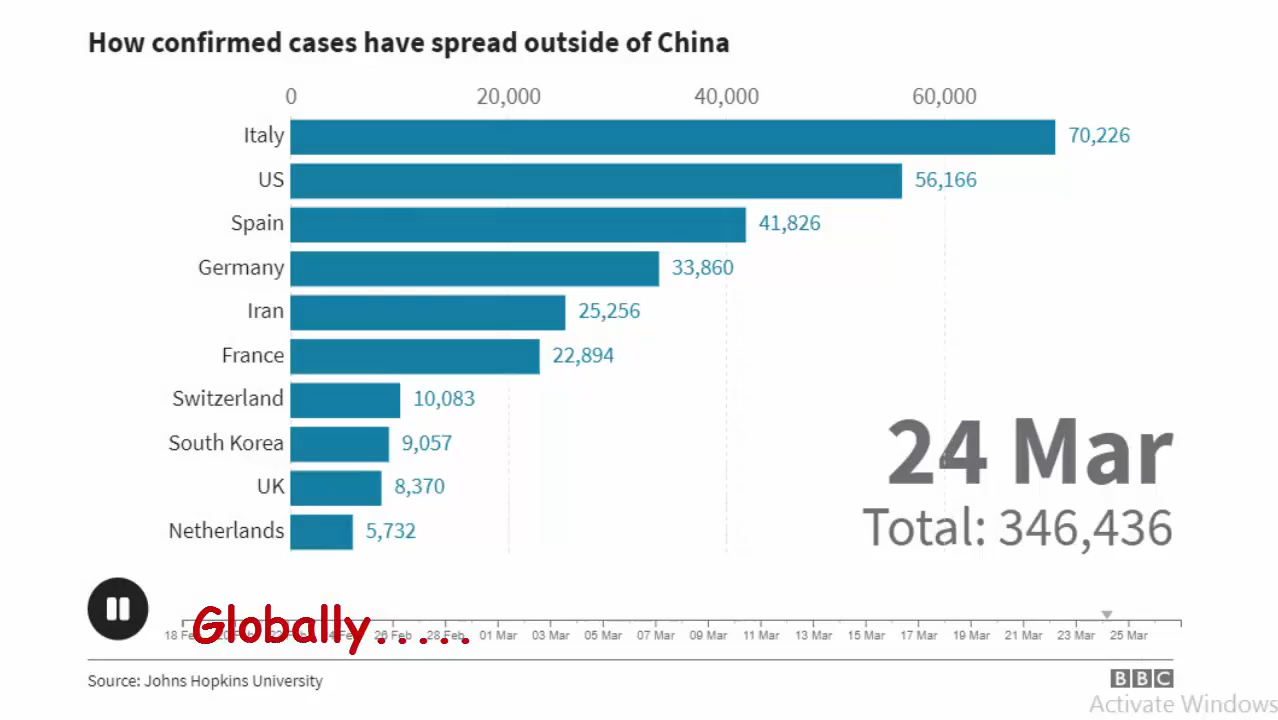 How confirmed cases have spread outside of China
0 20,000 40,000 60,000
Italy 70,226
US 56,166
Spain 41,826
Germany 33,860
Iran 25,256
France 22,894
Switzerland 10,083
South Korea 9,057
UK 8,370
Netherlands 5,732
24 Mar
Total: 346,436
Globally......
18 Feb 26 Feb 28 Feb 01 Mar 03 Mar 05 Mar 07 Mar 09 Mar 11 Mar 13 Mar 15 Mar 17 Mar 19 Mar 21 Mar 23 Mar 25 Mar
Source: Johns Hopkins University
BBC
Activate Windows